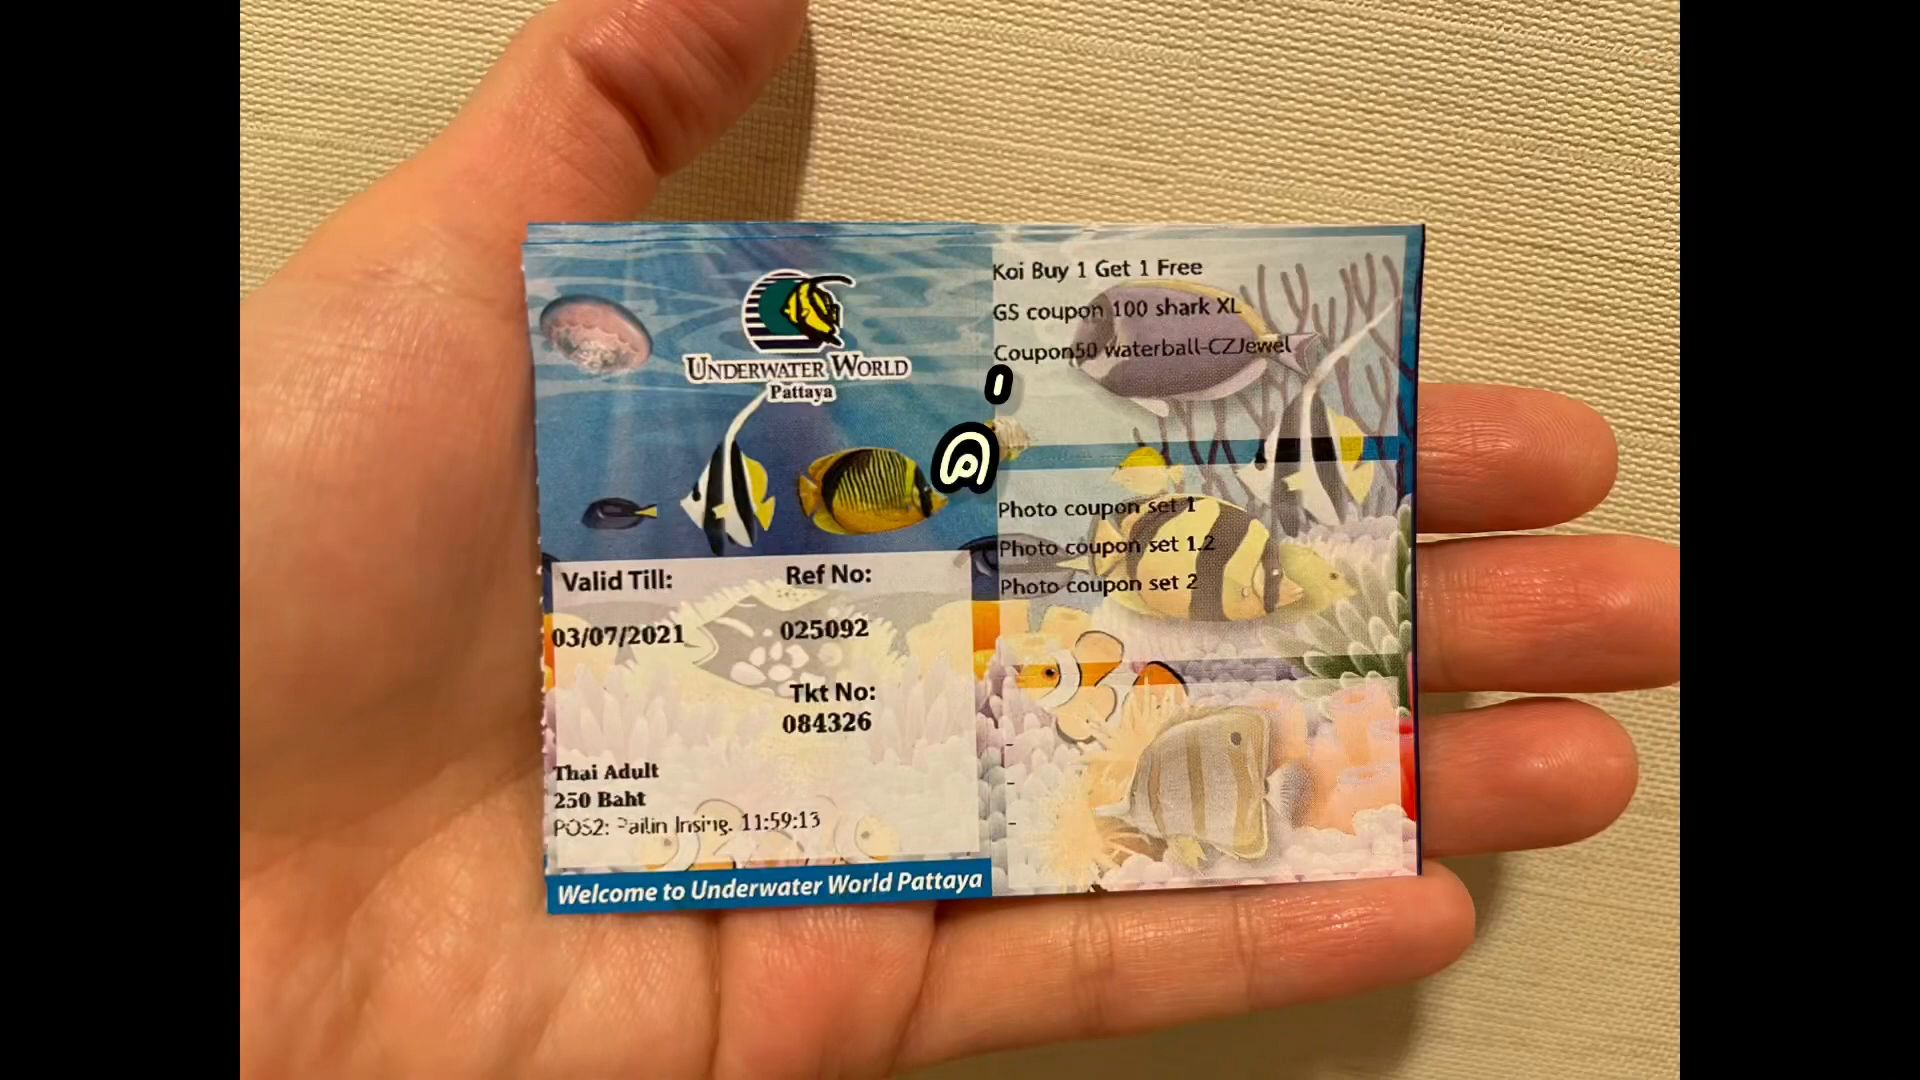 UNDERWATER WORLD
Pattaya
Valid Till:
Ref No:
03/07/2021
025092
Tkt No:
084326
Thai Adult
250 Baht
POS2: 11:59:13
Welcome to Underwater World Pattaya
Koi Buy 1 Get 1 Free
GS coupon 100 shark XL
Coupon50 waterball-CZJewel
Photo coupon set 1
Photo coupon set 1.2
Photo coupon set 2
ค่